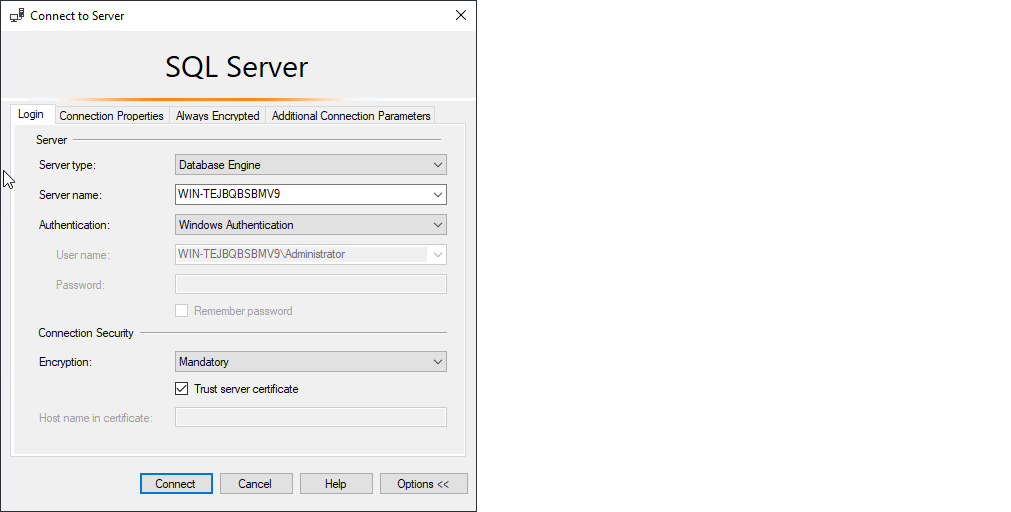 Connect to Server
SQL Server
Login Connection Properties Always Encrypted Additional Connection Parameters
Server
Server type: Database Engine
Server name: WIN-TEJBQBSBMV9
Authentication: Windows Authentication
User name: WIN-TEJBQBSBMV9\Administrator
Password:
Remember password
Connection Security
Encryption: Mandatory
Trust server certificate
Host name in certificate:
Connect Cancel Help Options <<